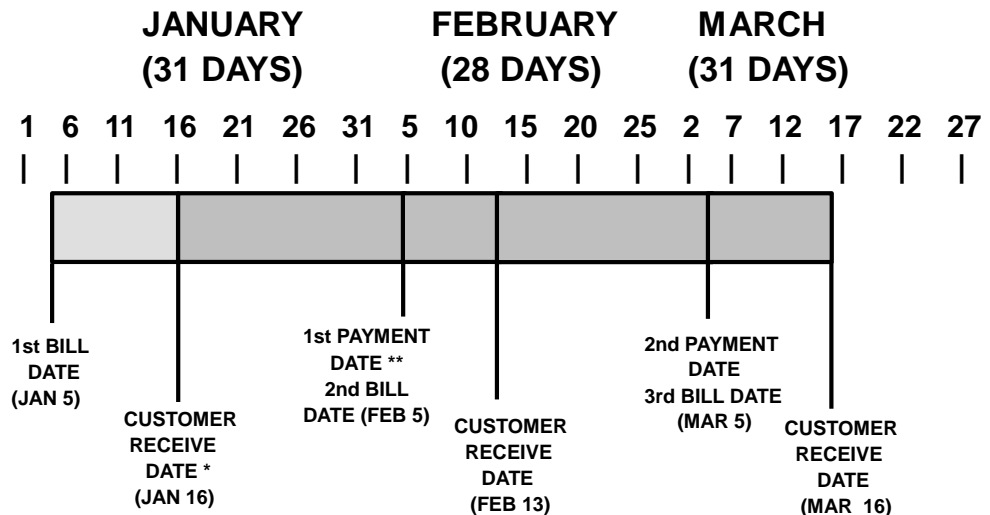 JANUARY FEBRUARY MARCH
(31 DAYS) (28 DAYS) (31 DAYS)
1 6 11 16 21 26 31 5 10 15 20 25 2 7 12 17 22 27
1st BILL
DATE
(JAN 5)
CUSTOMER
RECEIVE
DATE *
(JAN 16)
1st PAYMENT
DATE **
2nd BILL
DATE (FEB 5)
CUSTOMER
RECEIVE
DATE
(FEB 13)
2nd PAYMENT
DATE
3rd BILL DATE
(MAR 5)
CUSTOMER
RECEIVE
DATE
(MAR 16)